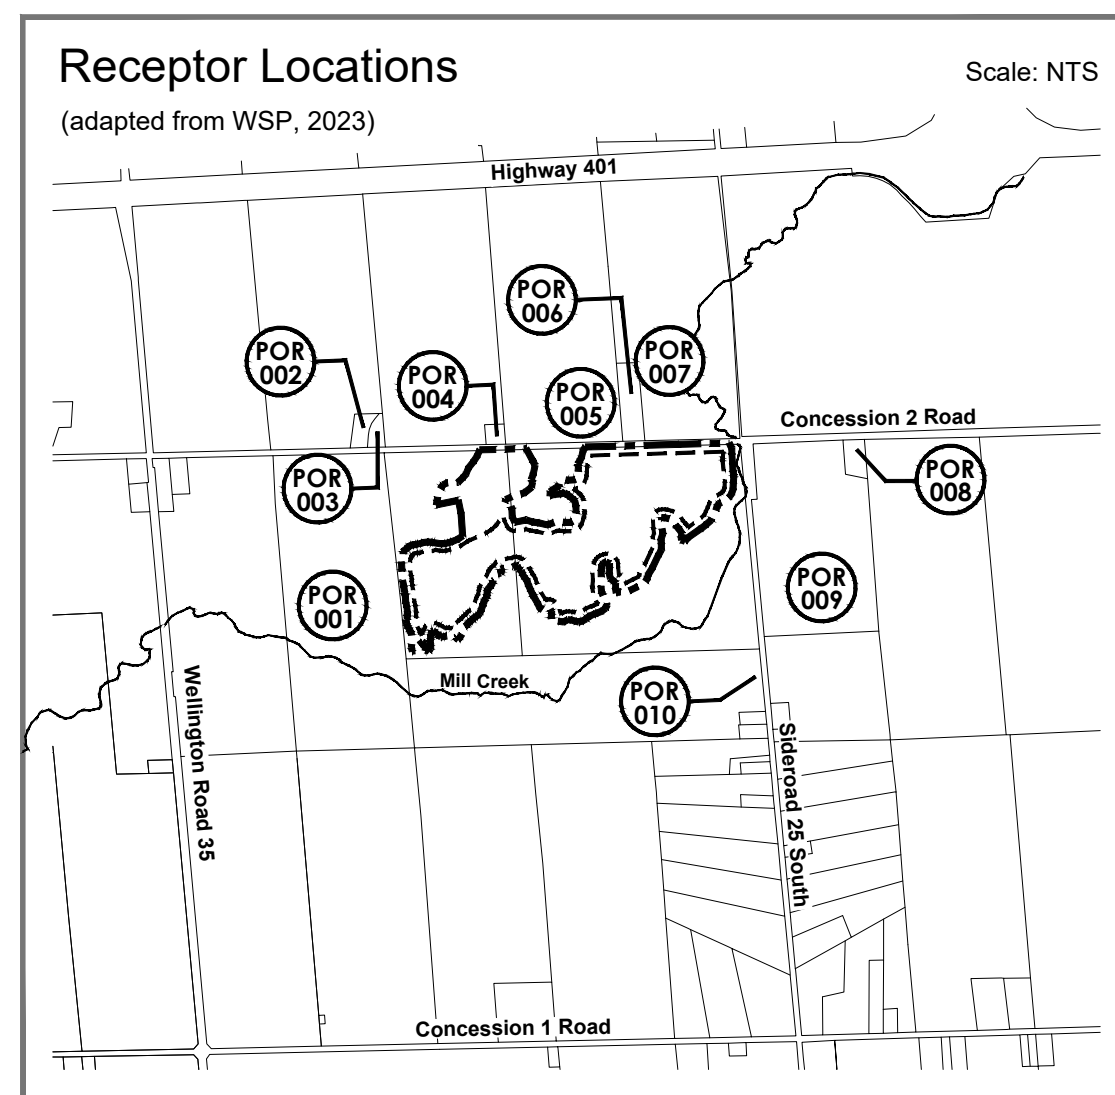 Receptor Locations
Scale: NTS
(adapted from WSP, 2023)
Highway 401
POR
006
POR
002
POR
004
POR
005
POR
007
Concession 2 Road
POR
003
POR
008
POR
001
POR
009
Mill Creek
POR
010
Wellington Road 35
Sideroad 25 South
Concession 1 Road